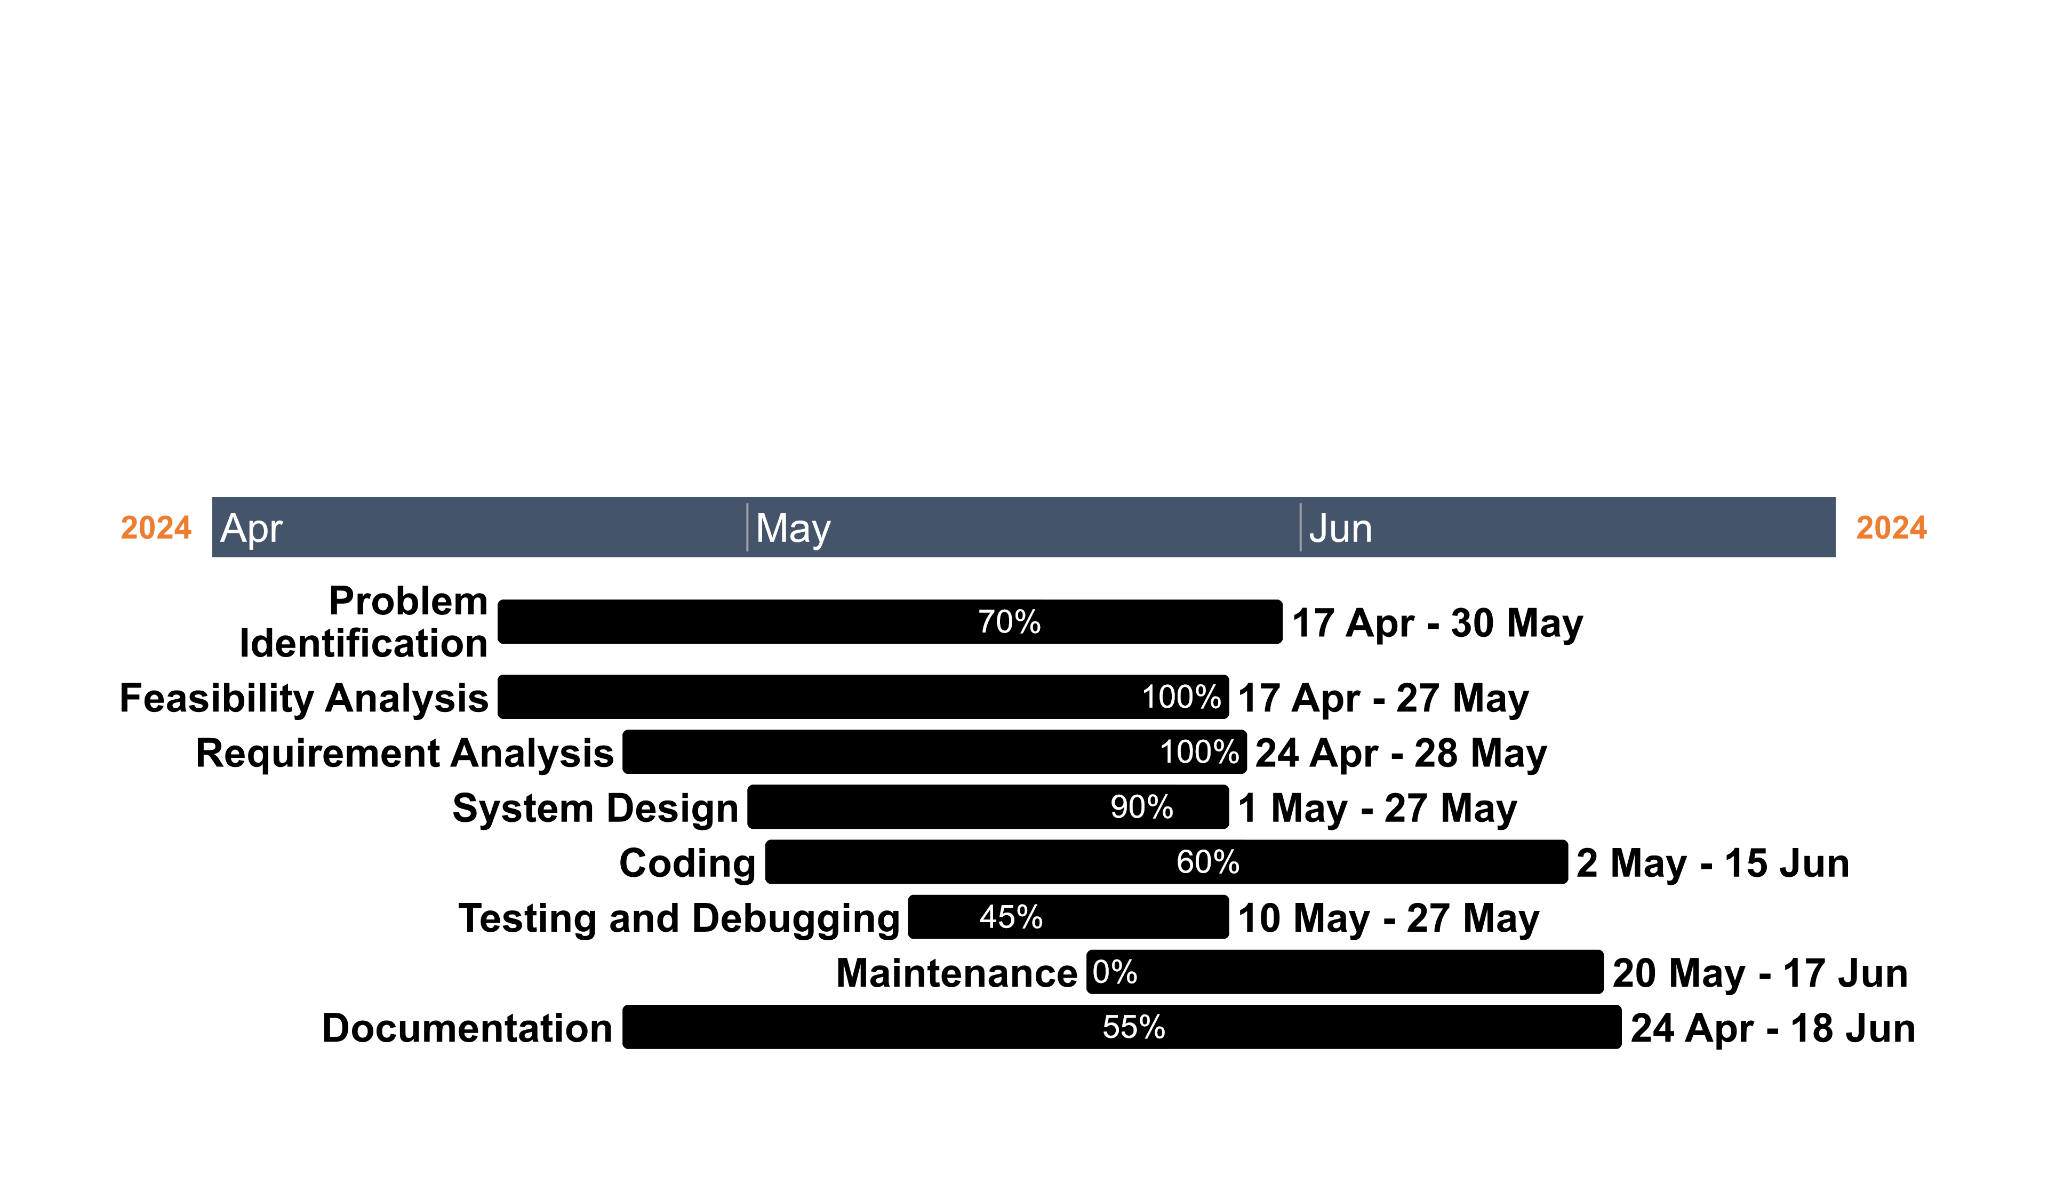 2024 Apr May Jun 2024
Problem
Identification
70% 17 Apr - 30 May
Feasibility Analysis 100% 17 Apr - 27 May
Requirement Analysis 100% 24 Apr - 28 May
System Design 90% 1 May - 27 May
Coding 60% 2 May - 15 Jun
Testing and Debugging 45% 10 May - 27 May
Maintenance 0% 20 May - 17 Jun
Documentation 55% 24 Apr - 18 Jun